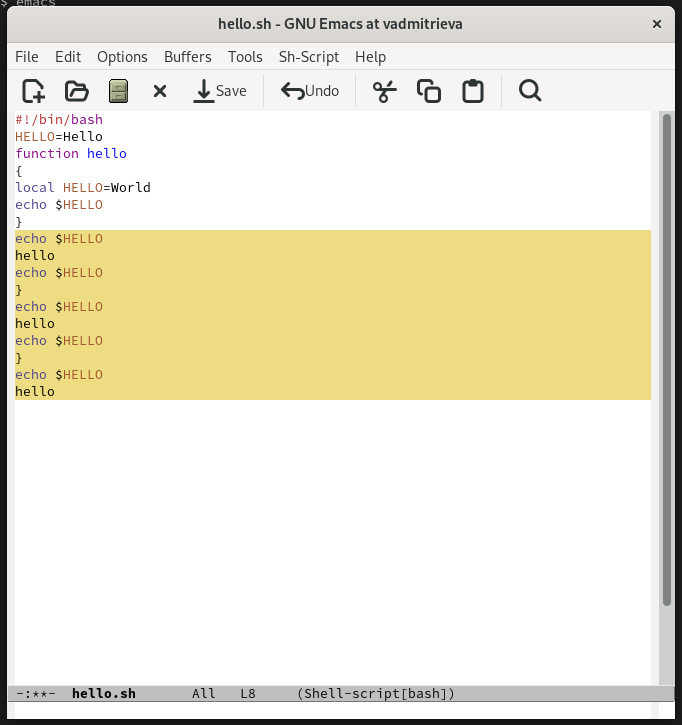 $ emacs
hello.sh - GNU Emacs at vadmitrieva
File Edit Options Buffers Tools Sh-Script Help
Save Undo
#!/bin/bash
HELLO=Hello
function hello
{
local HELLO=World
echo $HELLO
}
echo $HELLO
hello
echo $HELLO
}
echo $HELLO
hello
echo $HELLO
}
echo $HELLO
hello
-:**- hello.sh All L8 (Shell-script[bash])